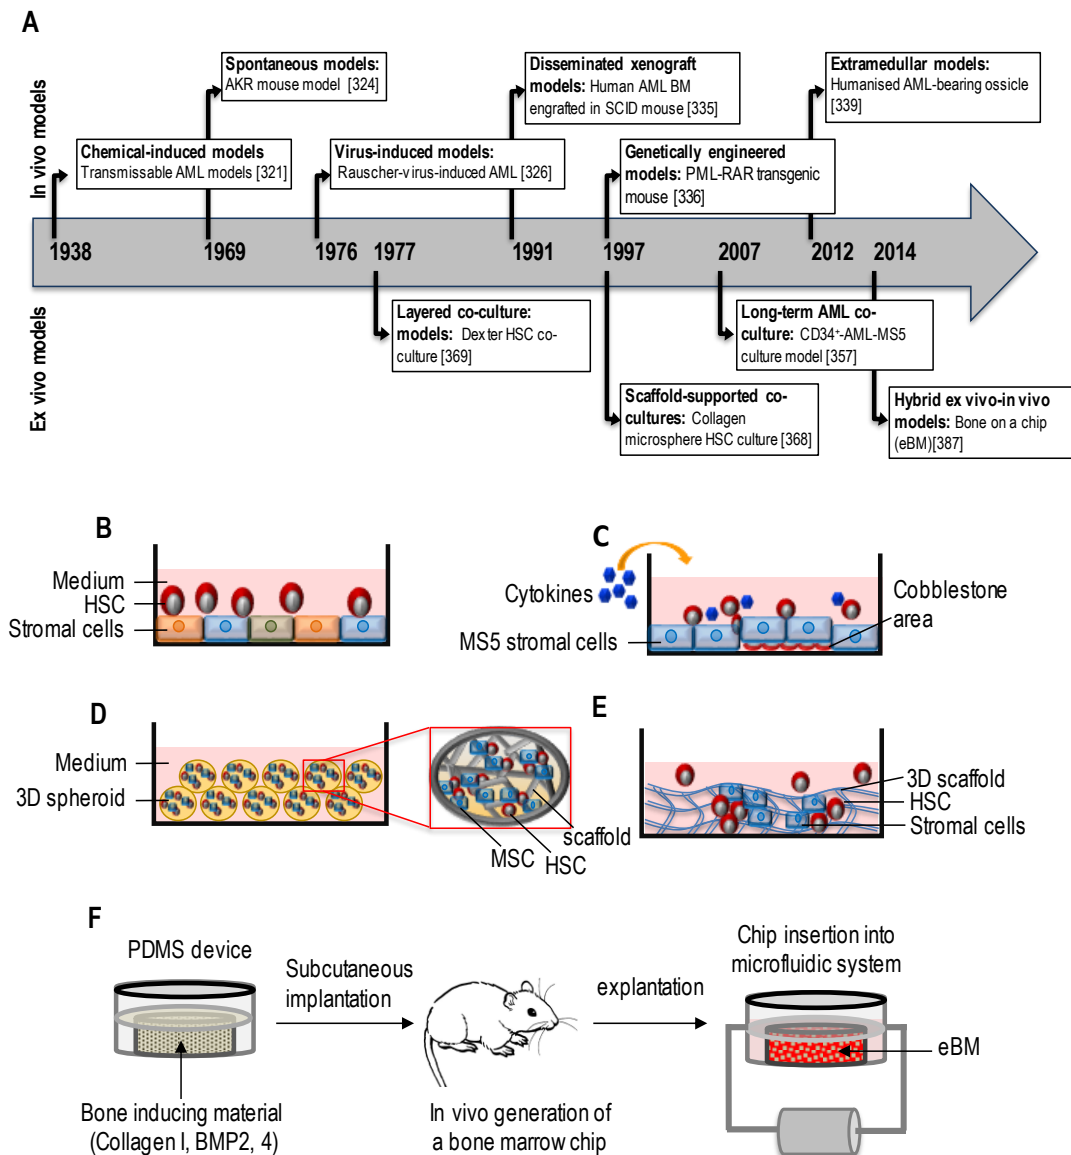 A
In vivo models
Ex vivo models
Spontaneous models:
AKR mouse model [324]
Disseminated xenograft
models: Human AML BM
engrafted in SCID mouse
[335]
Extramedullar models:
Humanised AML-bearing ossicle
[339]
Chemical-induced models
Transmissable AML models [321]
Virus-induced models:
Rauscher-virus-induced AML [326]
Genetically engineered
models: PML-RAR transgenic
mouse [336]
1938
1969
1976
1977
1991
1997
2007
2012
2014
Layered co-culture:
models: Dexter HSC co-
culture [369]
Long-term AML co-
culture: CD34+-AML-MS5
culture model [357]
Scaffold-supported co-
cultures: Collagen
microsphere HSC culture [368]
Hybrid ex vivo-in vivo
models: Bone on a chip
(eBM)[387]
B
Medium
HSC
Stromal cells
C
Cytokines
MS5 stromal cells
Cobblestone
area
D
Medium
3D spheroid
scaffold
MSC
HSC
E
3D scaffold
HSC
Stromal cells
F
PDMS device
Bone inducing material
(Collagen I, BMP2, 4)
Subcutaneous
implantation
In vivo generation of
a bone marrow chip
explantation
Chip insertion into
microfluidic system
eBM